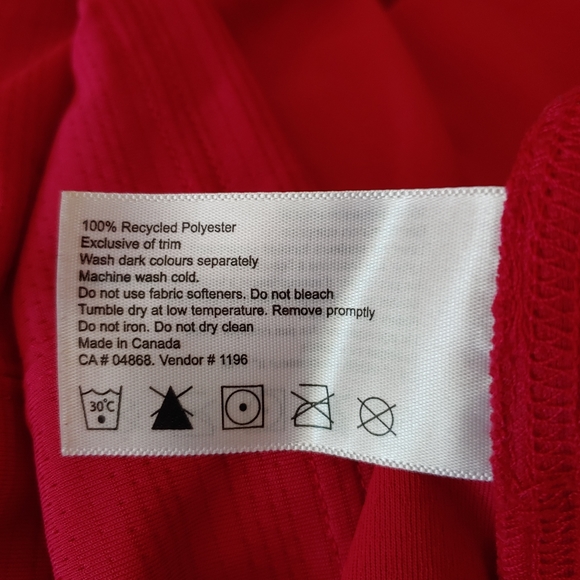 100% Recycled Polyester
Exclusive of trim
Wash dark colours separately
Machine wash cold.
Do not use fabric softeners. Do not bleach
Tumble dry at low temperature. Remove promptly
Do not iron. Do not dry clean
Made in Canada
CA # 04868. Vendor # 1196
30°C